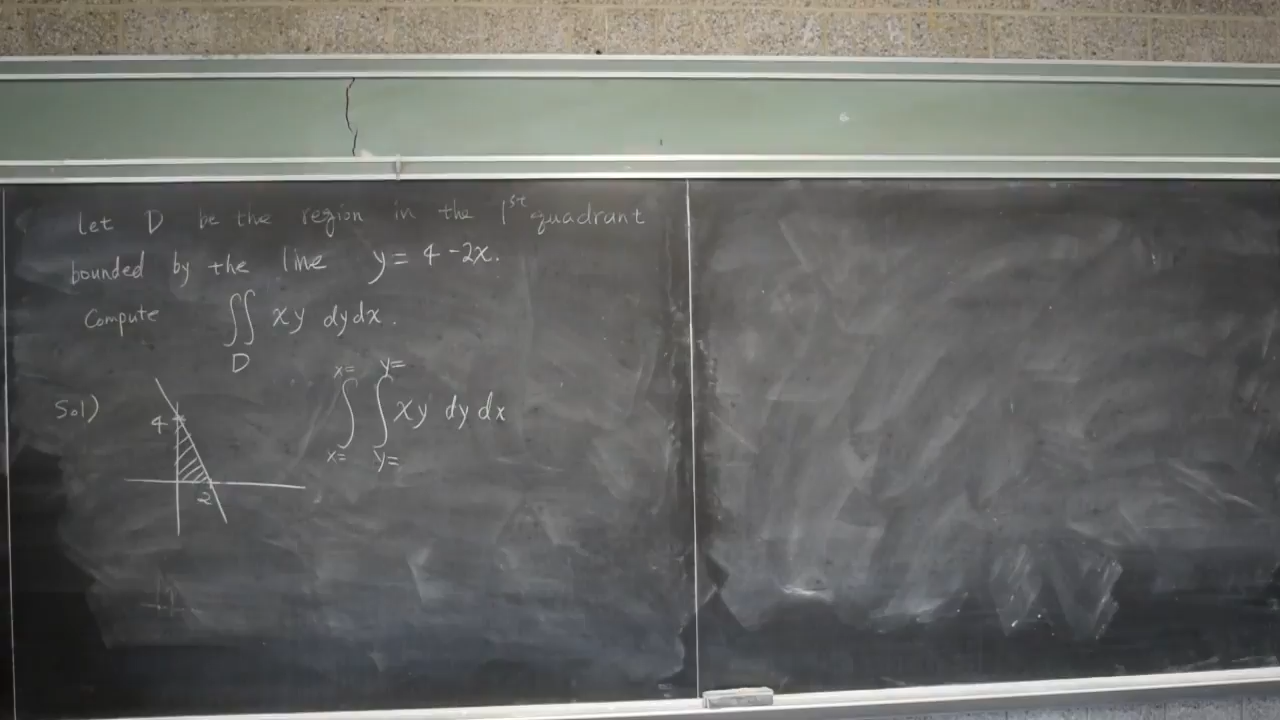 Let D be the region in the 1st quadrant
bounded by the line y = 4 - 2x.
Compute ∬ xy dydx.
D
x= y=
Sol) 4 ∫ ∫ xy dy dx
x= y=
2